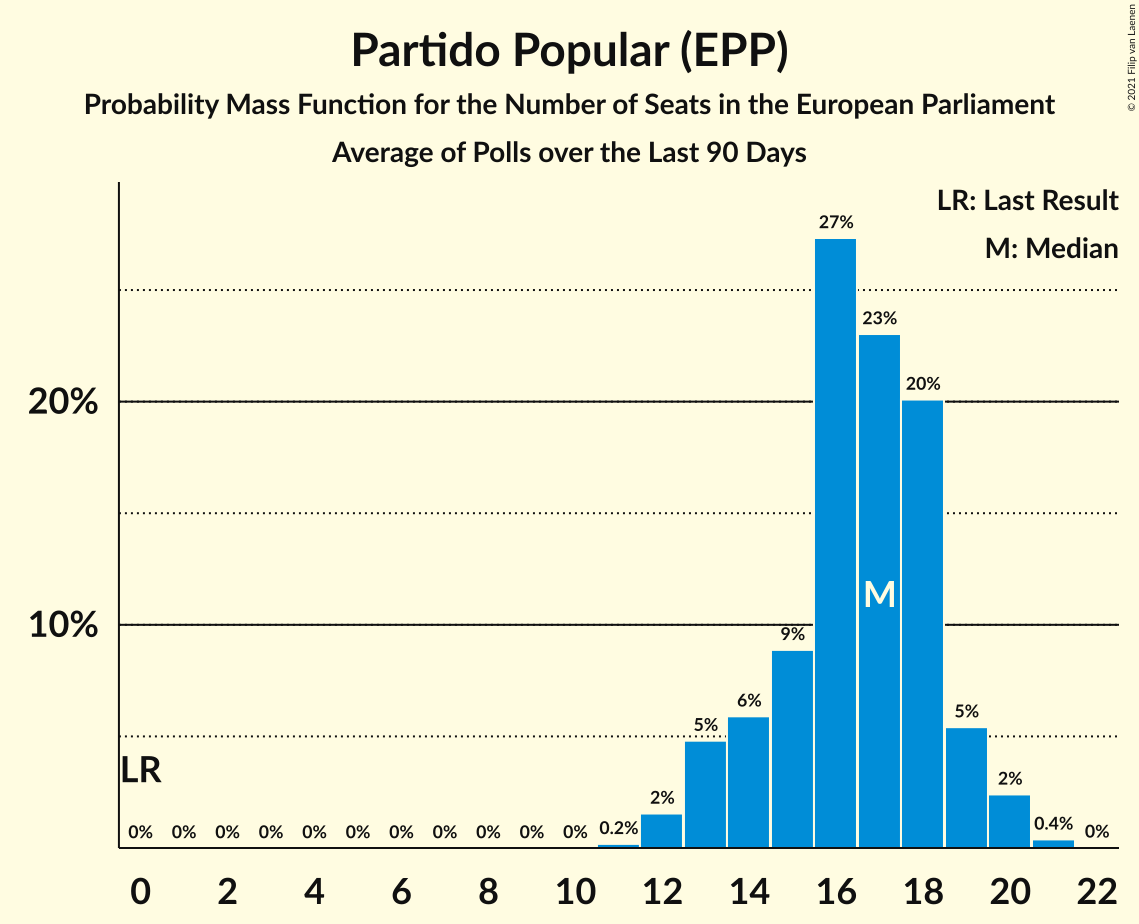 Partido Popular (EPP)
Probability Mass Function for the Number of Seats in the European Parliament
Average of Polls over the Last 90 Days
© 2021 Filip van Laenen
LR: Last Result
M: Median
27%
23%
20%
20%
M
10%
9%
6%
5%
5%
LR
2%
2%
0% 0% 0% 0% 0% 0% 0% 0% 0% 0% 0% 0.2% 0.4% 0%
0 2 4 6 8 10 12 14 16 18 20 22